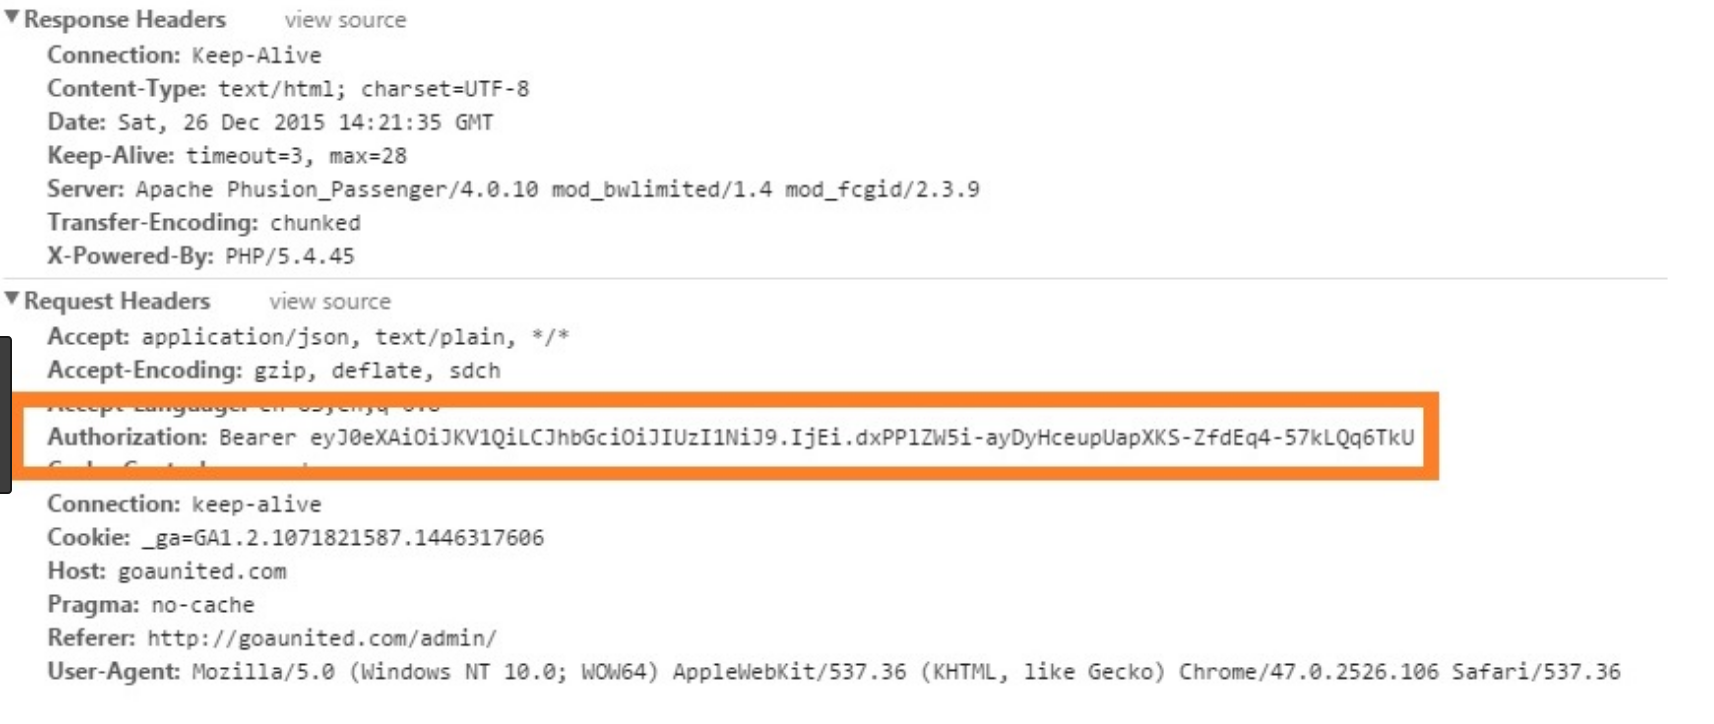 Response Headers view source
Connection: Keep-Alive
Content-Type: text/html; charset=UTF-8
Date: Sat, 26 Dec 2015 14:21:35 GMT
Keep-Alive: timeout=3, max=28
Server: Apache Phusion_Passenger/4.0.10 mod_bwlimited/1.4 mod_fcgid/2.3.9
Transfer-Encoding: chunked
X-Powered-By: PHP/5.4.45
Request Headers view source
Accept: application/json, text/plain, */*
Accept-Encoding: gzip, deflate, sdch
Authorization: Bearer eyJ0eXAiOiJKV1QiLCJhbGciOiJIUzI1NiJ9.IjEi.dxPPlZW5i-ayDyHceupUapXKS-ZfdEq4-57kLQq6TkU
Connection: keep-alive
Cookie: _ga=GA1.2.1071821587.1446317606
Host: goaunited.com
Pragma: no-cache
Referer: http://goaunited.com/admin/
User-Agent: Mozilla/5.0 (Windows NT 10.0; WOW64) AppleWebKit/537.36 (KHTML, like Gecko) Chrome/47.0.2526.106 Safari/537.36